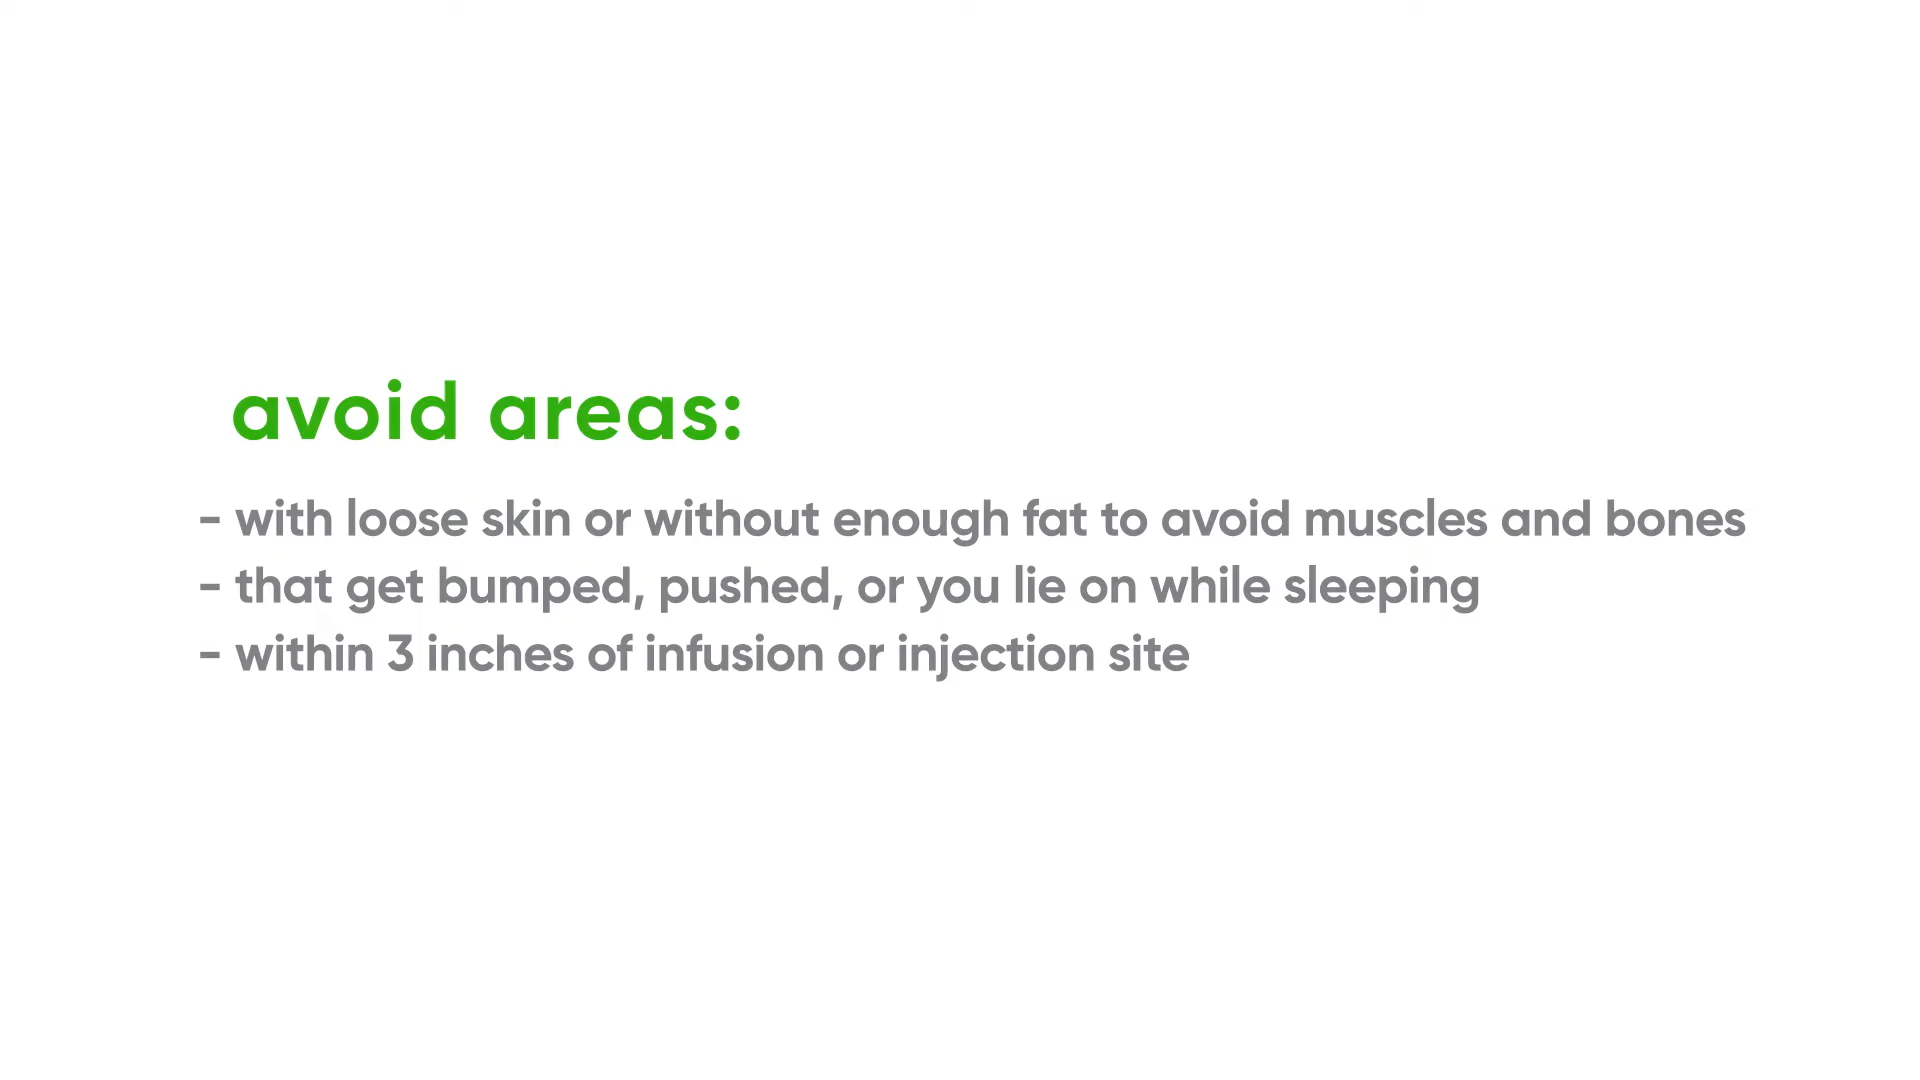 avoid areas:
- with loose skin or without enough fat to avoid muscles and bones
- that get bumped, pushed, or you lie on while sleeping
- within 3 inches of infusion or injection site